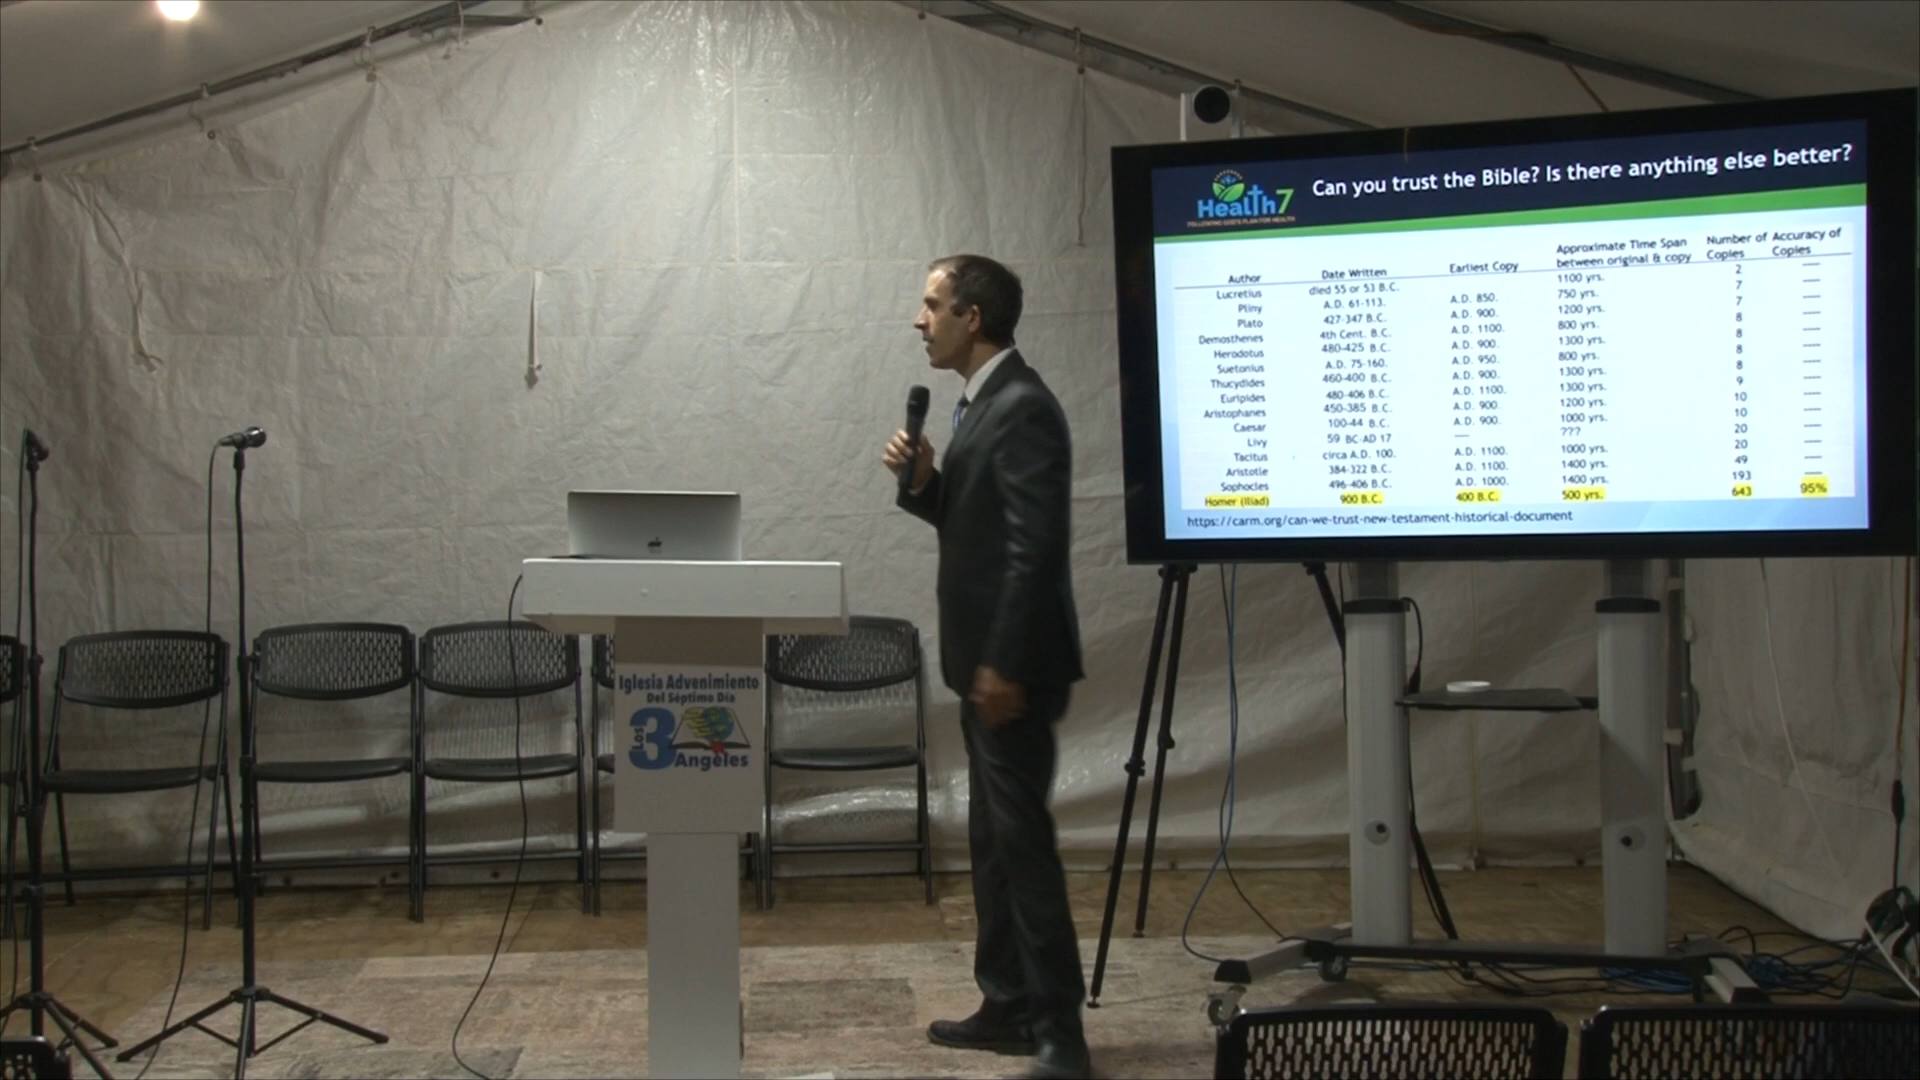 Health7
FOLLOWING GOD'S PLAN FOR HEALTH
Can you trust the Bible? Is there anything else better?
Author Date Written Earliest Copy Approximate Time Span between original & copy Number of Copies Accuracy of Copies
Lucretius died 55 or 53 B.C. 1100 yrs. 2 ----
Pliny A.D. 61-113. A.D. 850. 750 yrs. 7 ----
Plato 427-347 B.C. A.D. 900. 1200 yrs. 7 ----
Demosthenes 4th Cent. B.C. A.D. 1100. 800 yrs. 8 ----
Herodotus 480-425 B.C. A.D. 900. 1300 yrs. 8 ----
Suetonius A.D. 75-160. A.D. 950. 800 yrs. 8 ----
Thucydides 460-400 B.C. A.D. 900. 1300 yrs. 8 ----
Euripides 480-406 B.C. A.D. 1100. 1300 yrs. 9 ----
Aristophanes 450-385 B.C. A.D. 900. 1200 yrs. 10 ----
Caesar 100-44 B.C. A.D. 900. 1000 yrs. 10 ----
Livy 59 BC-AD 17 ---- ??? 20 ----
Tacitus circa A.D. 100. A.D. 1100. 1000 yrs. 20 ----
Aristotle 384-322 B.C. A.D. 1100. 1400 yrs. 49 ----
Sophocles 496-406 B.C. A.D. 1000. 1400 yrs. 193 ----
Homer (Iliad) 900 B.C. 400 B.C. 500 yrs. 643 95%
https://carm.org/can-we-trust-new-testament-historical-document
Iglesia Advenimiento
Del Séptimo Día
Los 3
Angeles